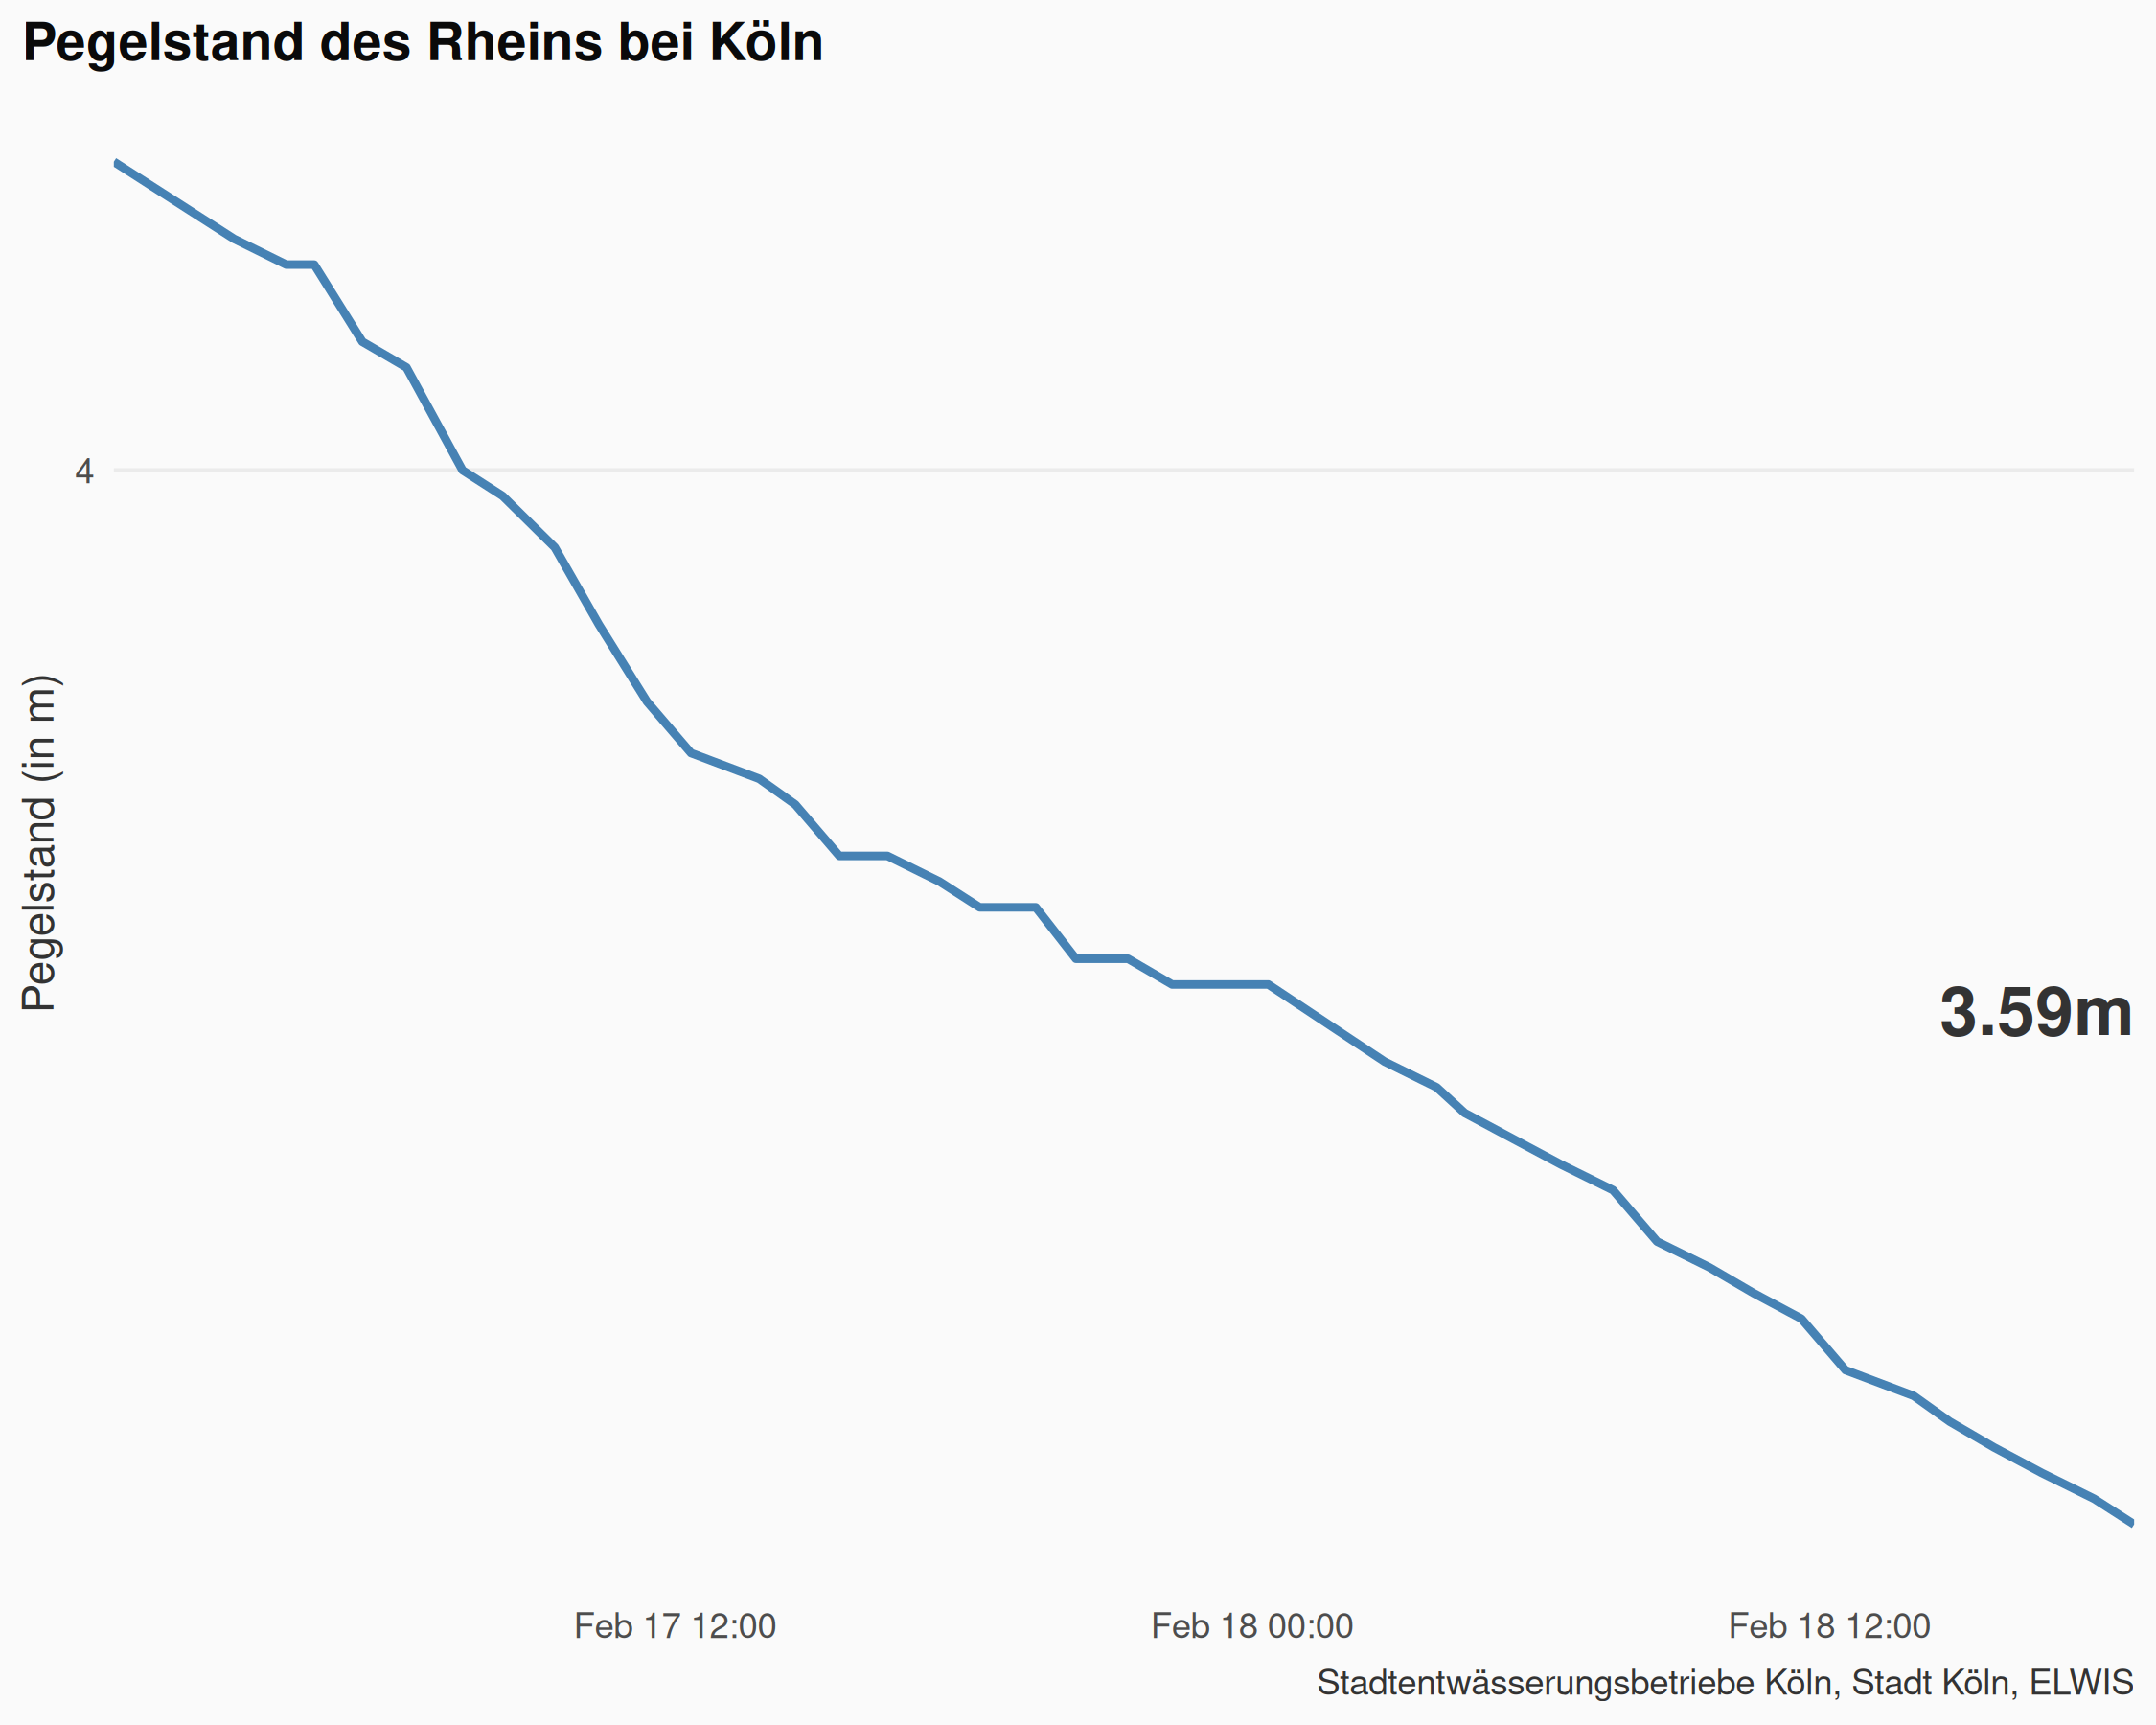 Pegelstand des Rheins bei Köln
4
Pegelstand (in m)
3.59m
Feb 17 12:00
Feb 18 00:00
Feb 18 12:00
Stadtentwässerungsbetriebe Köln, Stadt Köln, ELWIS